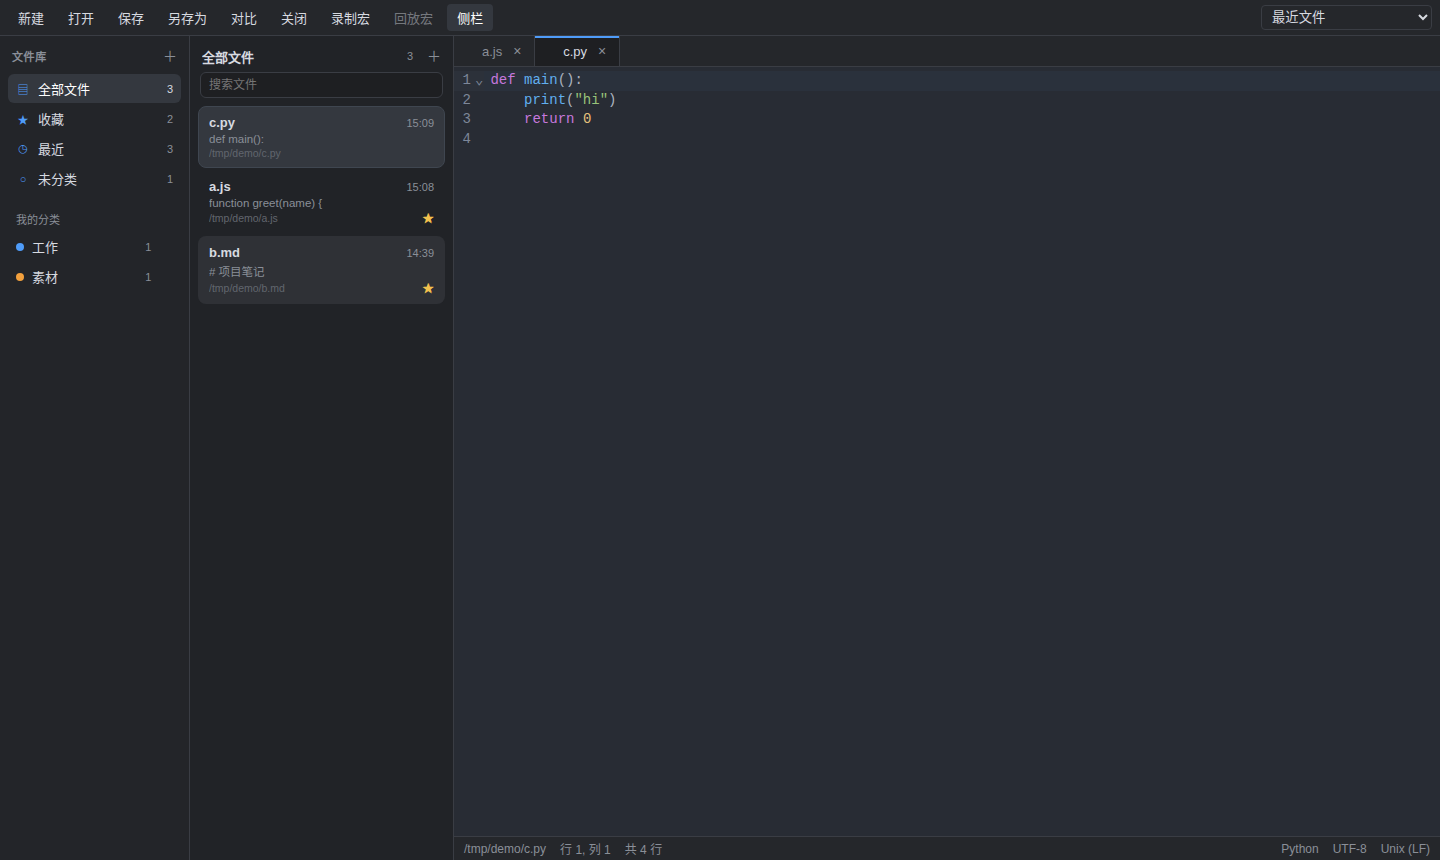 新建 打开 保存 另存为 对比 关闭 录制宏 回放宏 侧栏 最近文件
文件库 +
全部文件 3
收藏 2
最近 3
未分类 1
我的分类
工作 1
素材 1
全部文件 3 +
搜索文件
c.py 15:09
def main():
/tmp/demo/c.py
a.js 15:08
function greet(name) {
/tmp/demo/a.js
b.md 14:39
# 项目笔记
/tmp/demo/b.md
a.js × c.py ×
1 def main():
2     print("hi")
3     return 0
4
/tmp/demo/c.py 行 1, 列 1 共 4 行 Python UTF-8 Unix (LF)